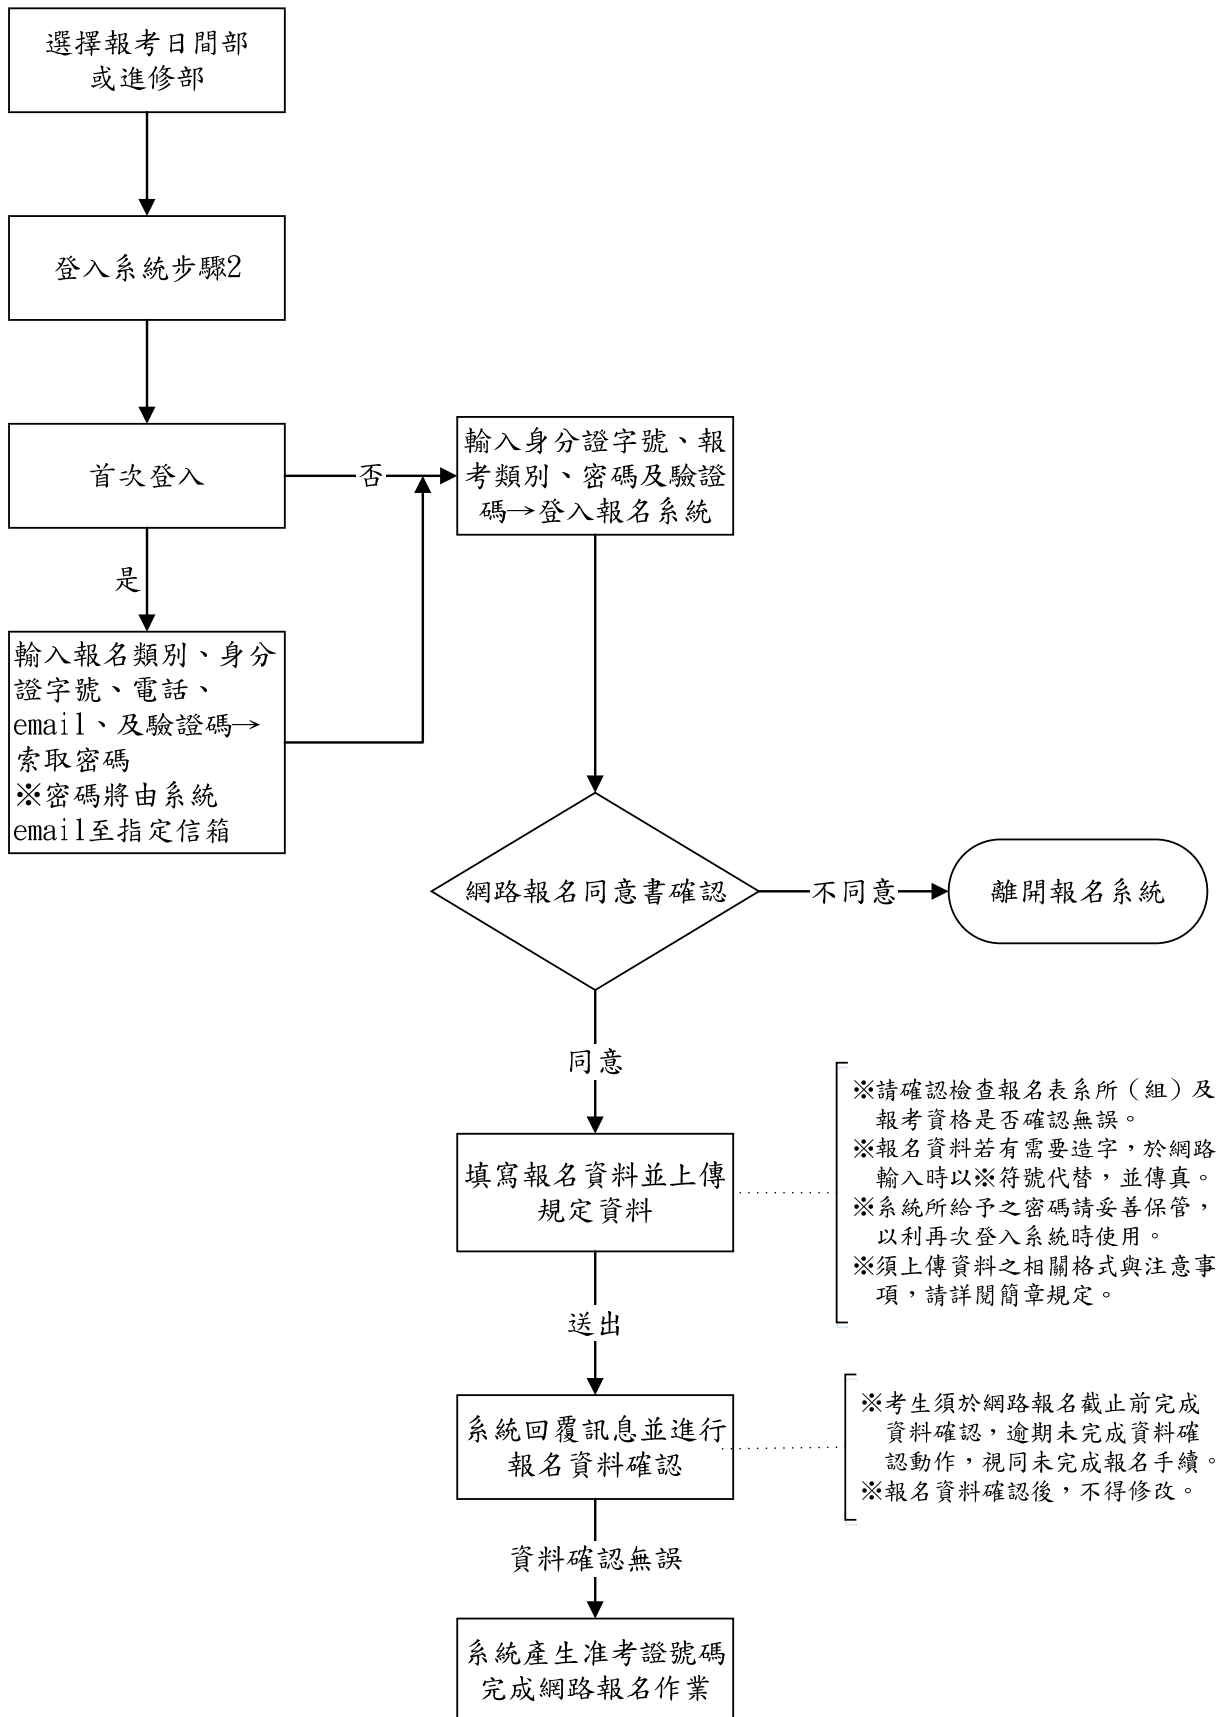 選擇報考日間部
或進修部
登入系統步驟2
首次登入
否
輸入身分證字號、報
考類別、密碼及驗證
碼→登入報名系統
是
輸入報名類別、身分
證字號、電話、
email、及驗證碼→
索取密碼
※密碼將由系統
email至指定信箱
網路報名同意書確認
不同意
離開報名系統
同意
填寫報名資料並上傳
規定資料
※請確認檢查報名表系所（組）及
報考資格是否確認無誤。
※報名資料若有需要造字，於網路
輸入時以※符號代替，並傳真。
※系統所給予之密碼請妥善保管，
以利再次登入系統時使用。
※須上傳資料之相關格式與注意事
項，請詳閱簡章規定。
送出
系統回覆訊息並進行
報名資料確認
※考生須於網路報名截止前完成
資料確認，逾期未完成資料確
認動作，視同未完成報名手續。
※報名資料確認後，不得修改。
資料確認無誤
系統產生准考證號碼
完成網路報名作業